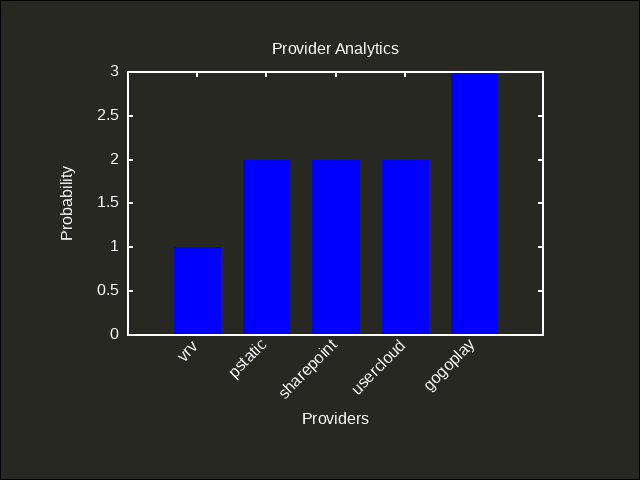 Provider Analytics
Probability
3
2.5
2
1.5
1
0.5
0
vrv
pstatic
sharepoint
usercloud
gogoplay
Providers